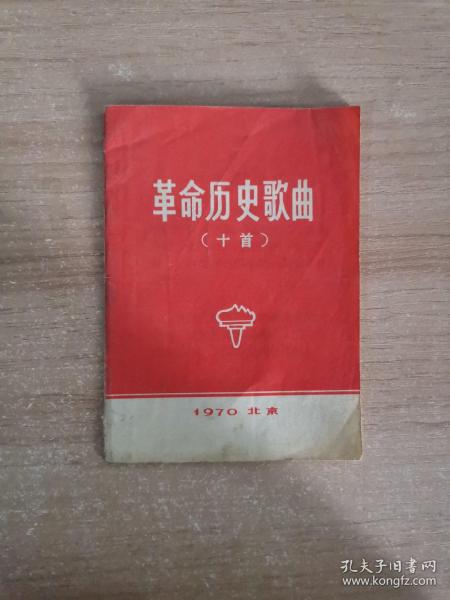 革命历史歌曲
（十首）
1970 北京
孔夫子旧书网
www.kongfz.com